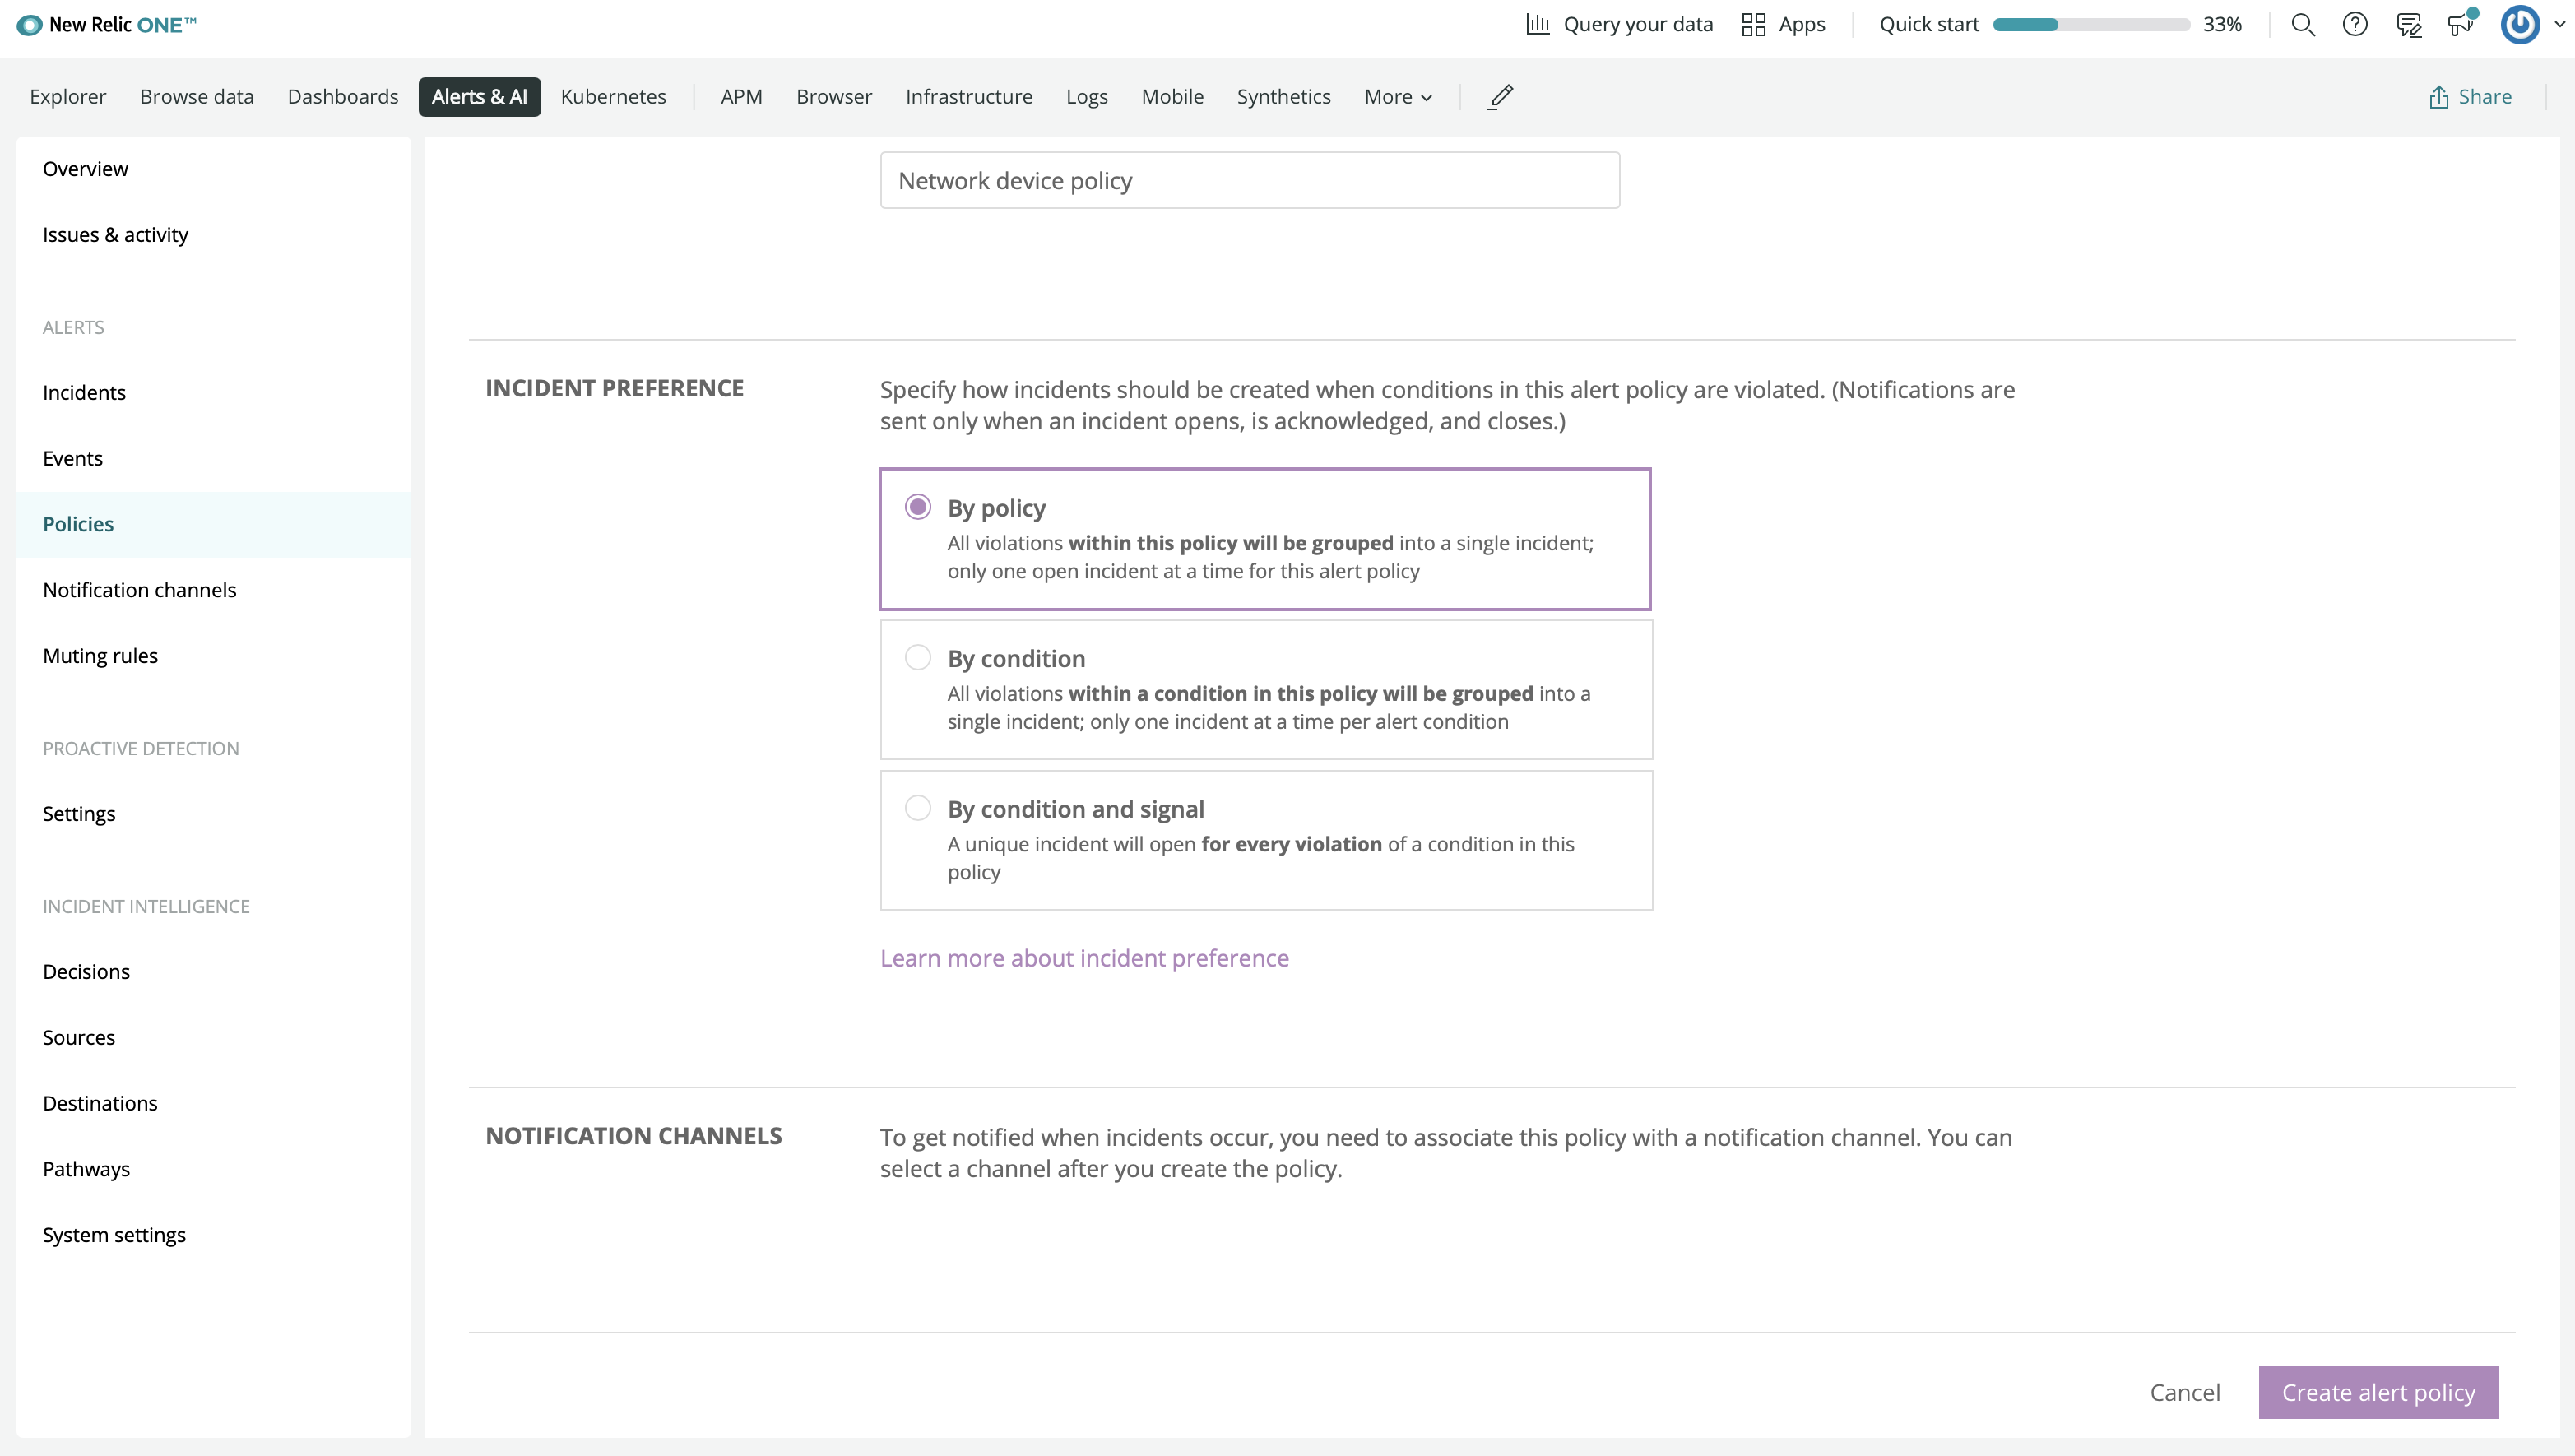 New Relic ONE™
Query your data
Apps
Quick start
33%
Explorer
Browse data
Dashboards
Alerts & AI
Kubernetes
APM
Browser
Infrastructure
Logs
Mobile
Synthetics
More
Share
Overview
Issues & activity
ALERTS
Incidents
Events
Policies
Notification channels
Muting rules
PROACTIVE DETECTION
Settings
INCIDENT INTELLIGENCE
Decisions
Sources
Destinations
Pathways
System settings
Network device policy
INCIDENT PREFERENCE
Specify how incidents should be created when conditions in this alert policy are violated. (Notifications are
sent only when an incident opens, is acknowledged, and closes.)
By policy
All violations within this policy will be grouped into a single incident;
only one open incident at a time for this alert policy
By condition
All violations within a condition in this policy will be grouped into a
single incident; only one incident at a time per alert condition
By condition and signal
A unique incident will open for every violation of a condition in this
policy
Learn more about incident preference
NOTIFICATION CHANNELS
To get notified when incidents occur, you need to associate this policy with a notification channel. You can
select a channel after you create the policy.
Cancel
Create alert policy